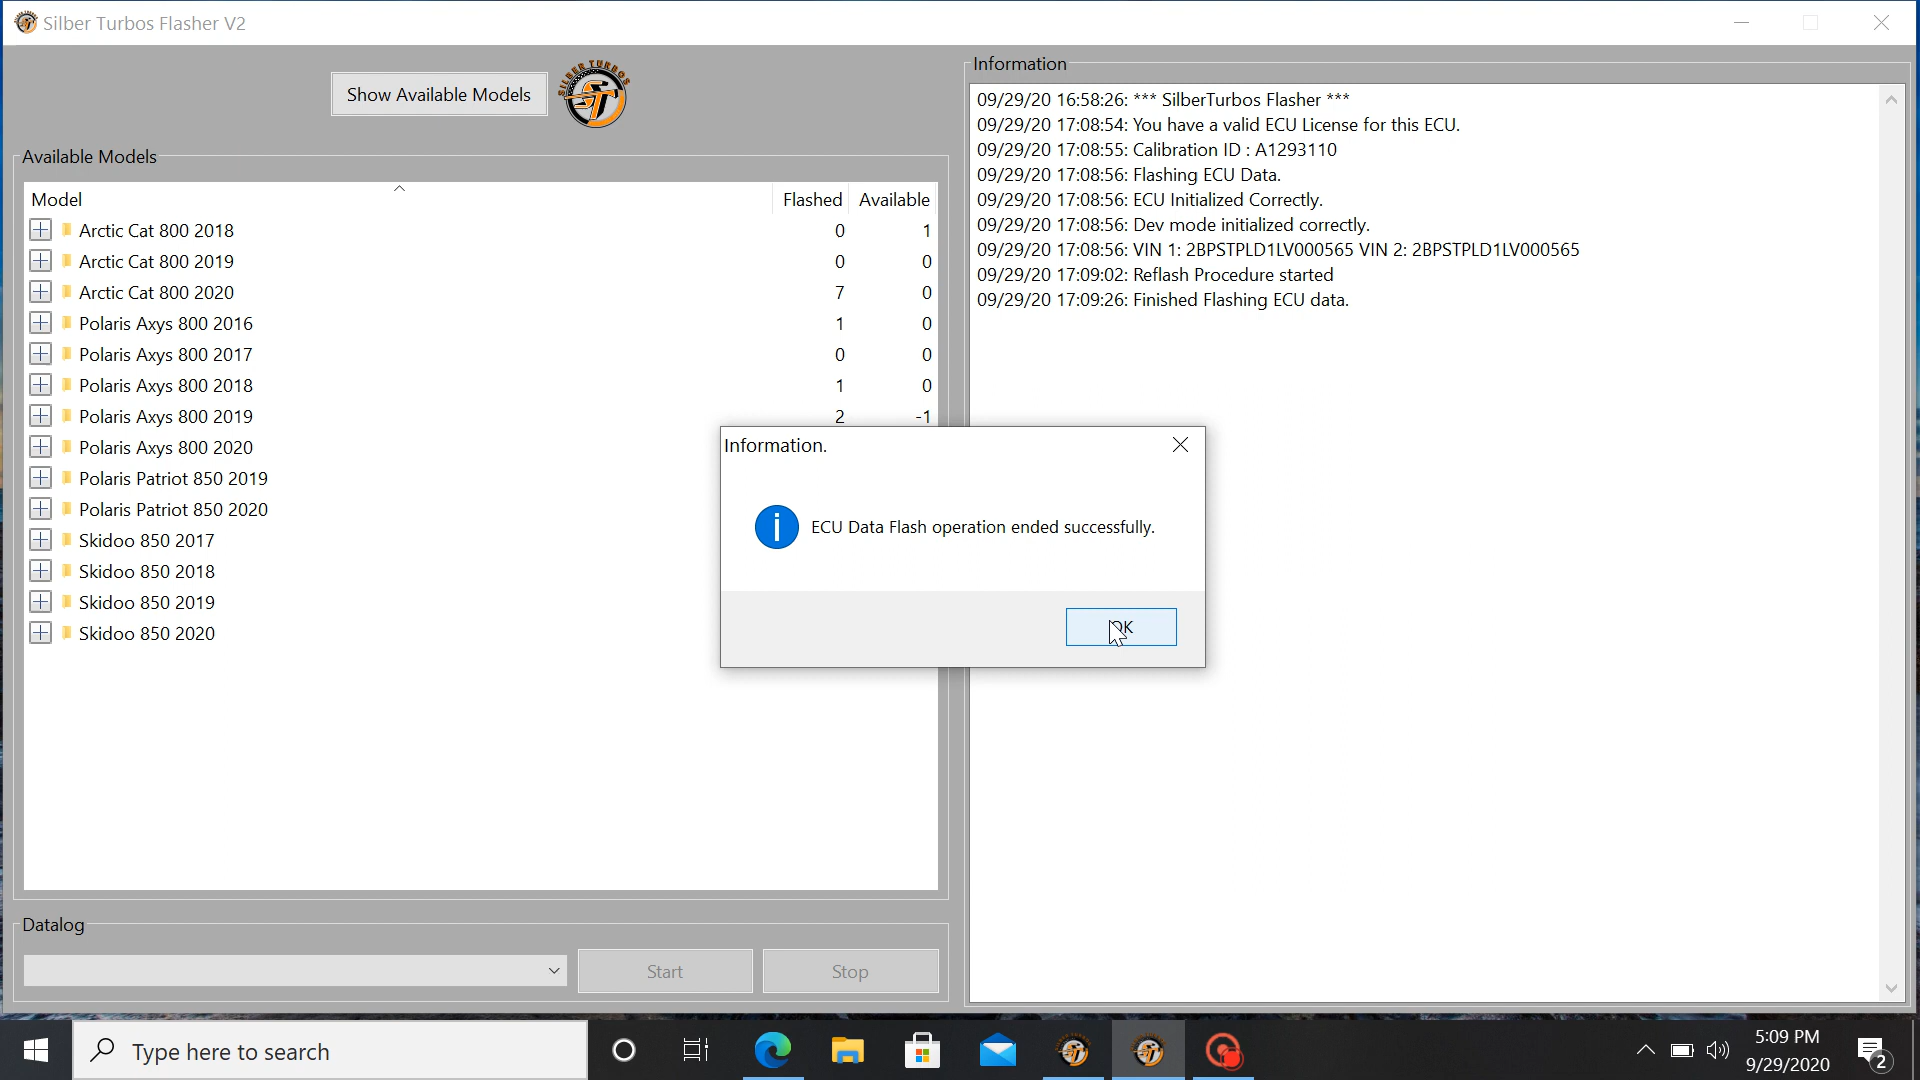 Silber Turbos Flasher V2
Show Available Models
SILBER TURBOS
ST
Available Models
Model Flashed Available
Arctic Cat 800 2018 0 1
Arctic Cat 800 2019 0 0
Arctic Cat 800 2020 7 0
Polaris Axys 800 2016 1 0
Polaris Axys 800 2017 0 0
Polaris Axys 800 2018 1 0
Polaris Axys 800 2019 2 -1
Polaris Axys 800 2020
Polaris Patriot 850 2019
Polaris Patriot 850 2020
Skidoo 850 2017
Skidoo 850 2018
Skidoo 850 2019
Skidoo 850 2020
Datalog
Start
Stop
Information
09/29/20 16:58:26: *** SilberTurbos Flasher ***
09/29/20 17:08:54: You have a valid ECU License for this ECU.
09/29/20 17:08:55: Calibration ID : A1293110
09/29/20 17:08:56: Flashing ECU Data.
09/29/20 17:08:56: ECU Initialized Correctly.
09/29/20 17:08:56: Dev mode initialized correctly.
09/29/20 17:08:56: VIN 1: 2BPSTPLD1LV000565 VIN 2: 2BPSTPLD1LV000565
09/29/20 17:09:02: Reflash Procedure started
09/29/20 17:09:26: Finished Flashing ECU data.
Information.
ECU Data Flash operation ended successfully.
OK
Type here to search
5:09 PM
9/29/2020
2